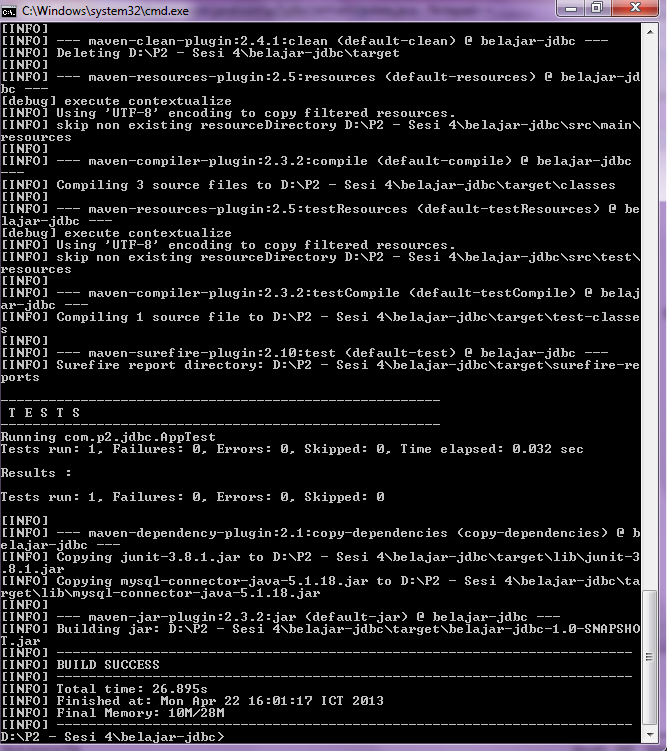 C:\Windows\system32\cmd.exe
[INFO]
[INFO] --- maven-clean-plugin:2.4.1:clean (default-clean) @ belajar-jdbc ---
[INFO] Deleting D:\P2 - Sesi 4\belajar-jdbc\target
[INFO]
[INFO] --- maven-resources-plugin:2.5:resources (default-resources) @ belajar-jd
bc ---
[debug] execute contextualize
[INFO] Using 'UTF-8' encoding to copy filtered resources.
[INFO] skip non existing resourceDirectory D:\P2 - Sesi 4\belajar-jdbc\src\main\
resources
[INFO]
[INFO] --- maven-compiler-plugin:2.3.2:compile (default-compile) @ belajar-jdbc
---
[INFO] Compiling 3 source files to D:\P2 - Sesi 4\belajar-jdbc\target\classes
[INFO]
[INFO] --- maven-resources-plugin:2.5:testResources (default-testResources) @ be
lajar-jdbc ---
[debug] execute contextualize
[INFO] Using 'UTF-8' encoding to copy filtered resources.
[INFO] skip non existing resourceDirectory D:\P2 - Sesi 4\belajar-jdbc\src\test\
resources
[INFO]
[INFO] --- maven-compiler-plugin:2.3.2:testCompile (default-testCompile) @ belaj
ar-jdbc ---
[INFO] Compiling 1 source file to D:\P2 - Sesi 4\belajar-jdbc\target\test-classe
s
[INFO]
[INFO] --- maven-surefire-plugin:2.10:test (default-test) @ belajar-jdbc ---
[INFO] Surefire report directory: D:\P2 - Sesi 4\belajar-jdbc\target\surefire-re
ports
-------------------------------------------------------
T E S T S
-------------------------------------------------------
Running com.p2.jdbc.AppTest
Tests run: 1, Failures: 0, Errors: 0, Skipped: 0, Time elapsed: 0.032 sec
Results :
Tests run: 1, Failures: 0, Errors: 0, Skipped: 0
[INFO]
[INFO] --- maven-dependency-plugin:2.1:copy-dependencies (copy-dependencies) @ b
elajar-jdbc ---
[INFO] Copying junit-3.8.1.jar to D:\P2 - Sesi 4\belajar-jdbc\target\lib\junit-3
.8.1.jar
[INFO] Copying mysql-connector-java-5.1.18.jar to D:\P2 - Sesi 4\belajar-jdbc\ta
rget\lib\mysql-connector-java-5.1.18.jar
[INFO]
[INFO] --- maven-jar-plugin:2.3.2:jar (default-jar) @ belajar-jdbc ---
[INFO] Building jar: D:\P2 - Sesi 4\belajar-jdbc\target\belajar-jdbc-1.0-SNAPSHO
T.jar
[INFO] ------------------------------------------------------------------------
[INFO] BUILD SUCCESS
[INFO] ------------------------------------------------------------------------
[INFO] Total time: 26.895s
[INFO] Finished at: Mon Apr 22 16:01:17 ICT 2013
[INFO] Final Memory: 10M/28M
[INFO] ------------------------------------------------------------------------
D:\P2 - Sesi 4\belajar-jdbc>